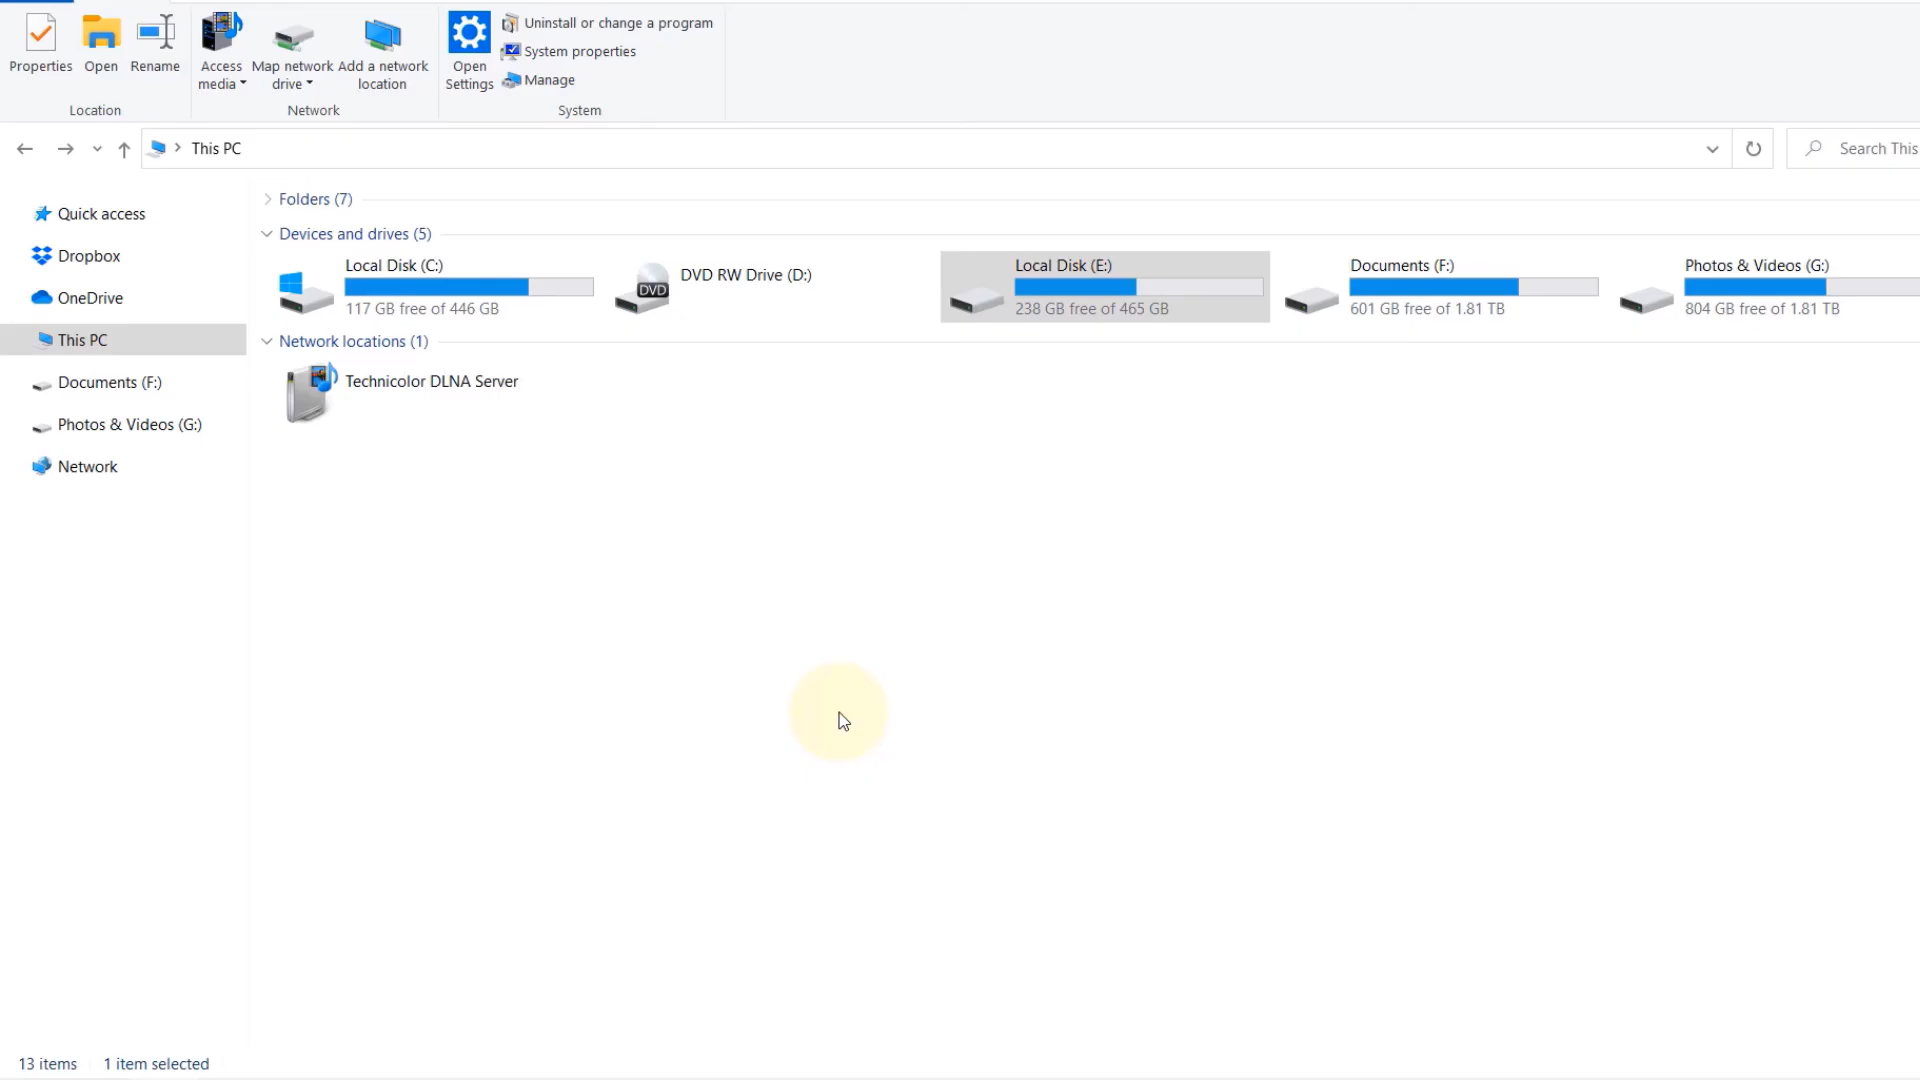 Properties
Open
Rename
Access
media
Map network
drive
Add a network
location
Open
Settings
Uninstall or change a program
System properties
Manage
Location
Network
System
This PC
Search This
Quick access
Dropbox
OneDrive
This PC
Documents (F:)
Photos & Videos (G:)
Network
Folders (7)
Devices and drives (5)
Local Disk (C:)
117 GB free of 446 GB
DVD
DVD RW Drive (D:)
Local Disk (E:)
238 GB free of 465 GB
Documents (F:)
601 GB free of 1.81 TB
Photos & Videos (G:)
804 GB free of 1.81 TB
Network locations (1)
Technicolor DLNA Server
13 items
1 item selected